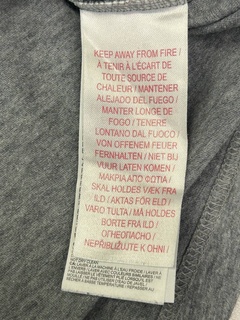 KEEP AWAY FROM FIRE /
À TENIR À L'ÉCART DE
TOUTE SOURCE DE
CHALEUR / MANTENER
ALEJADO DEL FUEGO /
MANTER LONGE DE
FOGO / TENERE
LONTANO DAL FUOCO /
VON OFFENEM FEUER
FERNHALTEN / NIET BIJ
VUUR LATEN KOMEN /
ΜΑΚΡΙΑ ΑΠΟ ΦΩΤΙΑ /
SKAL HOLDES VÆK FRA
ILD / AKTAS FÖR ELD /
VARO TULTA / MÅ HOLDES
BORTE FRA ILD /
ОГНЕОПАСНО /
NEPŘIBLIŽUJTE K OHNI /